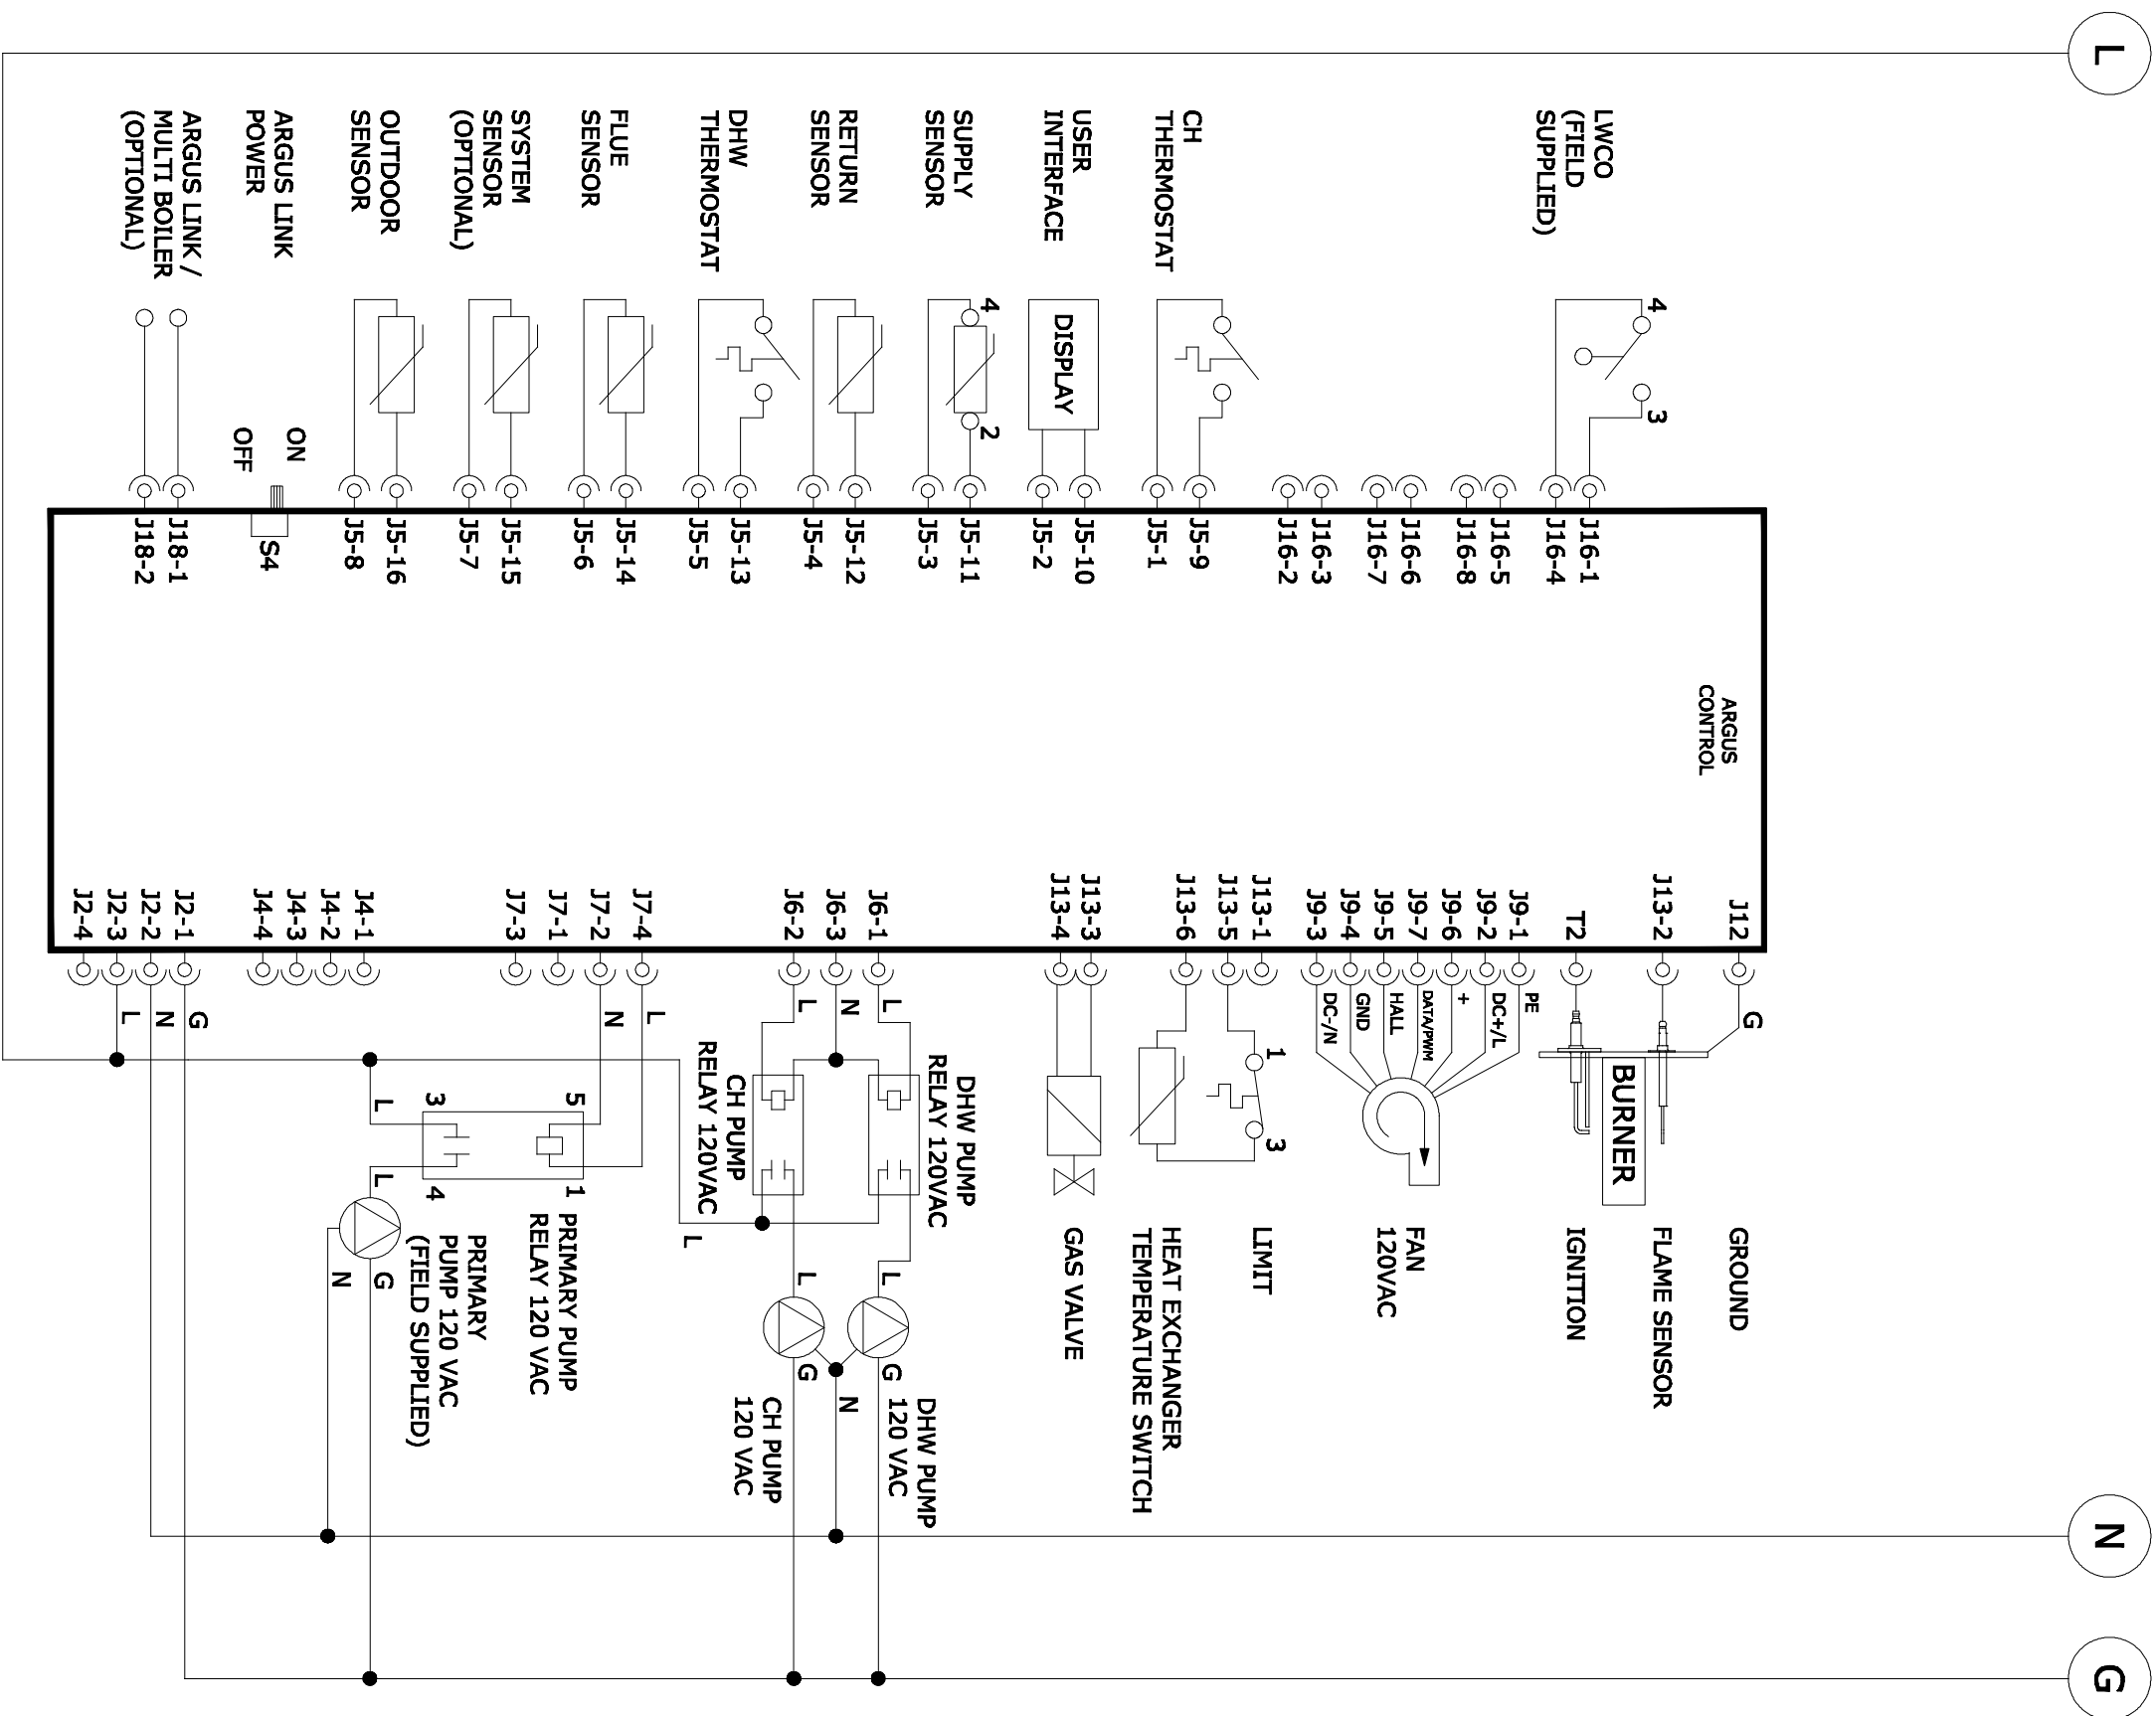 L
N
G
LWCO
(FIELD
SUPPLIED)
4
3
CH
THERMOSTAT
USER
INTERFACE
DISPLAY
SUPPLY
SENSOR
4
2
RETURN
SENSOR
DHW
THERMOSTAT
FLUE
SENSOR
SYSTEM
SENSOR
(OPTIONAL)
OUTDOOR
SENSOR
ARGUS LINK
POWER
ON
OFF
ARGUS LINK /
MULTI BOILER
(OPTIONAL)
J16-1
J16-4
J16-5
J16-8
J16-6
J16-7
J16-3
J16-2
J5-9
J5-1
J5-10
J5-2
J5-11
J5-3
J5-12
J5-4
J5-13
J5-5
J5-14
J5-6
J5-15
J5-7
J5-16
J5-8
S4
J18-1
J18-2
ARGUS
CONTROL
J12
J13-2
T2
J9-1
J9-2
J9-6
J9-7
J9-5
J9-4
J9-3
J13-1
J13-5
J13-6
J13-3
J13-4
J6-1
J6-3
J6-2
J7-4
J7-2
J7-1
J7-3
J4-1
J4-2
J4-3
J4-4
J2-1
J2-2
J2-3
J2-4
G
GROUND
FLAME SENSOR
BURNER
IGNITION
PE
DC+/L
+
DATA/PWM
HALL
GND
DC-/N
FAN
120VAC
1
3
LIMIT
HEAT EXCHANGER
TEMPERATURE SWITCH
GAS VALVE
L
N
L
DHW PUMP
RELAY 120VAC
CH PUMP
RELAY 120VAC
L
L
L
G
G
N
DHW PUMP
120 VAC
CH PUMP
120 VAC
L
N
5
1
3
4
L
L
PRIMARY PUMP
RELAY 120 VAC
PRIMARY
PUMP 120 VAC
(FIELD SUPPLIED)
G
N
G
N
L